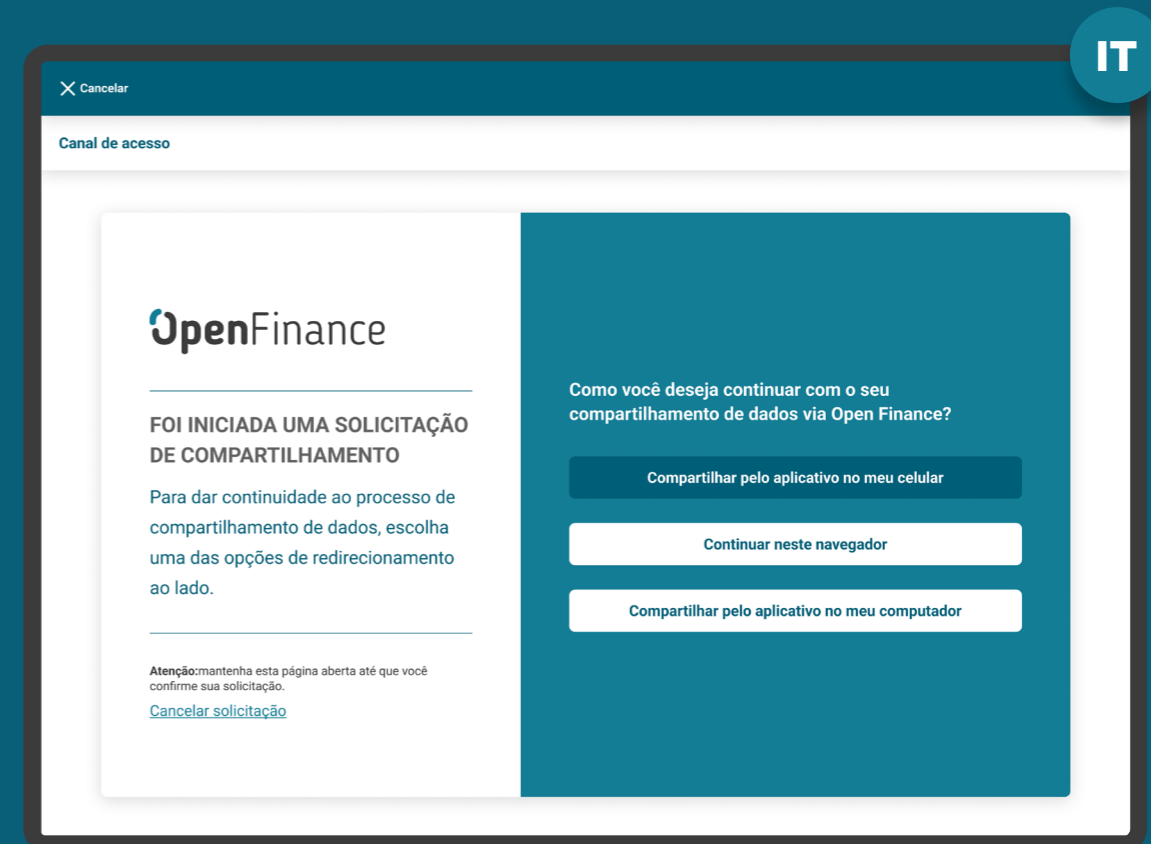 IT
Cancelar
Canal de acesso
OpenFinance
FOI INICIADA UMA SOLICITAÇÃO
DE COMPARTILHAMENTO
Para dar continuidade ao processo de
compartilhamento de dados, escolha
uma das opções de redirecionamento
ao lado.
Atenção:mantenha esta página aberta até que você
confirme sua solicitação.
Cancelar solicitação
Como você deseja continuar com o seu
compartilhamento de dados via Open Finance?
Compartilhar pelo aplicativo no meu celular
Continuar neste navegador
Compartilhar pelo aplicativo no meu computador